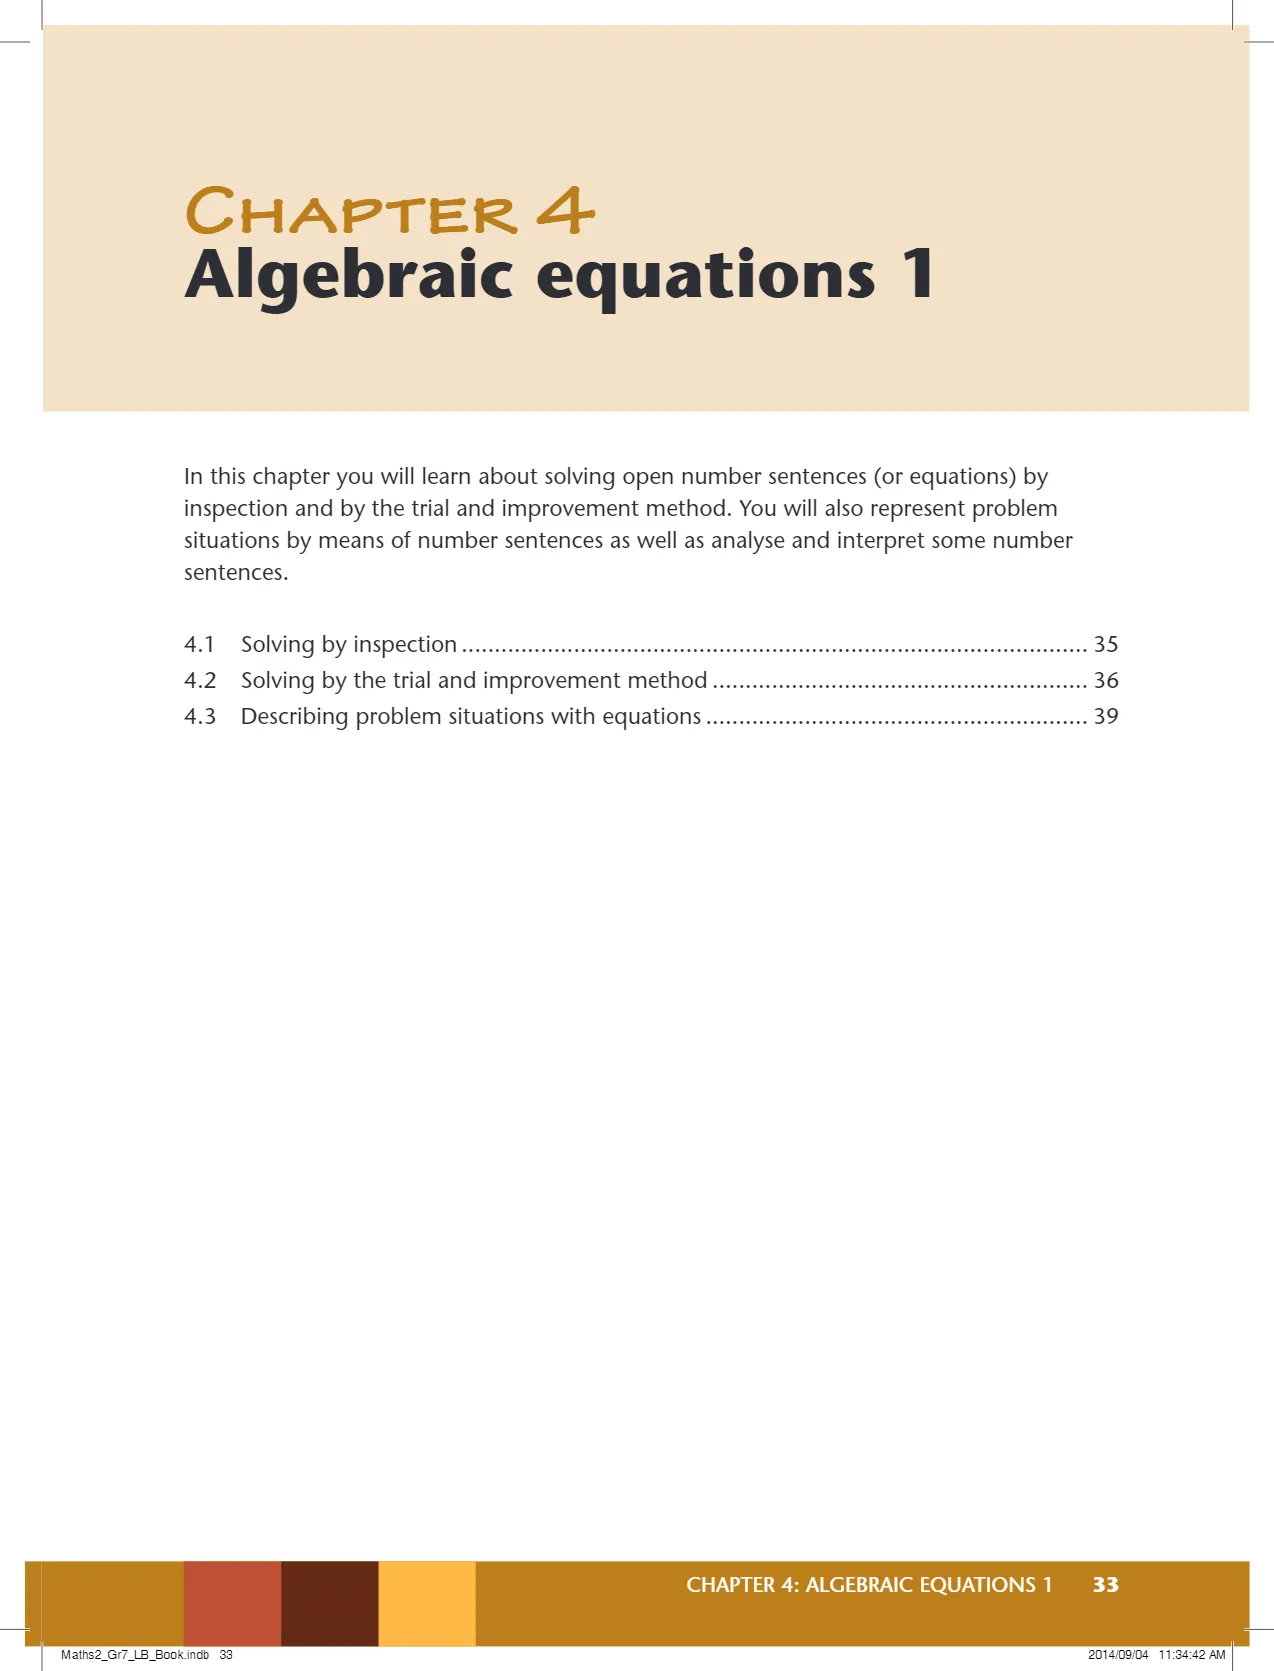 CHAPTER 4
Algebraic equations 1
In this chapter you will learn about solving open number sentences (or equations) by
inspection and by the trial and improvement method. You will also represent problem
situations by means of number sentences as well as analyse and interpret some number
sentences.
4.1 Solving by inspection ................................................................................................ 35
4.2 Solving by the trial and improvement method ......................................................... 36
4.3 Describing problem situations with equations .......................................................... 39
CHAPTER 4: ALGEBRAIC EQUATIONS 1 33
Maths2_Gr7_LB_Book.indb 33 2014/09/04 11:34:42 AM